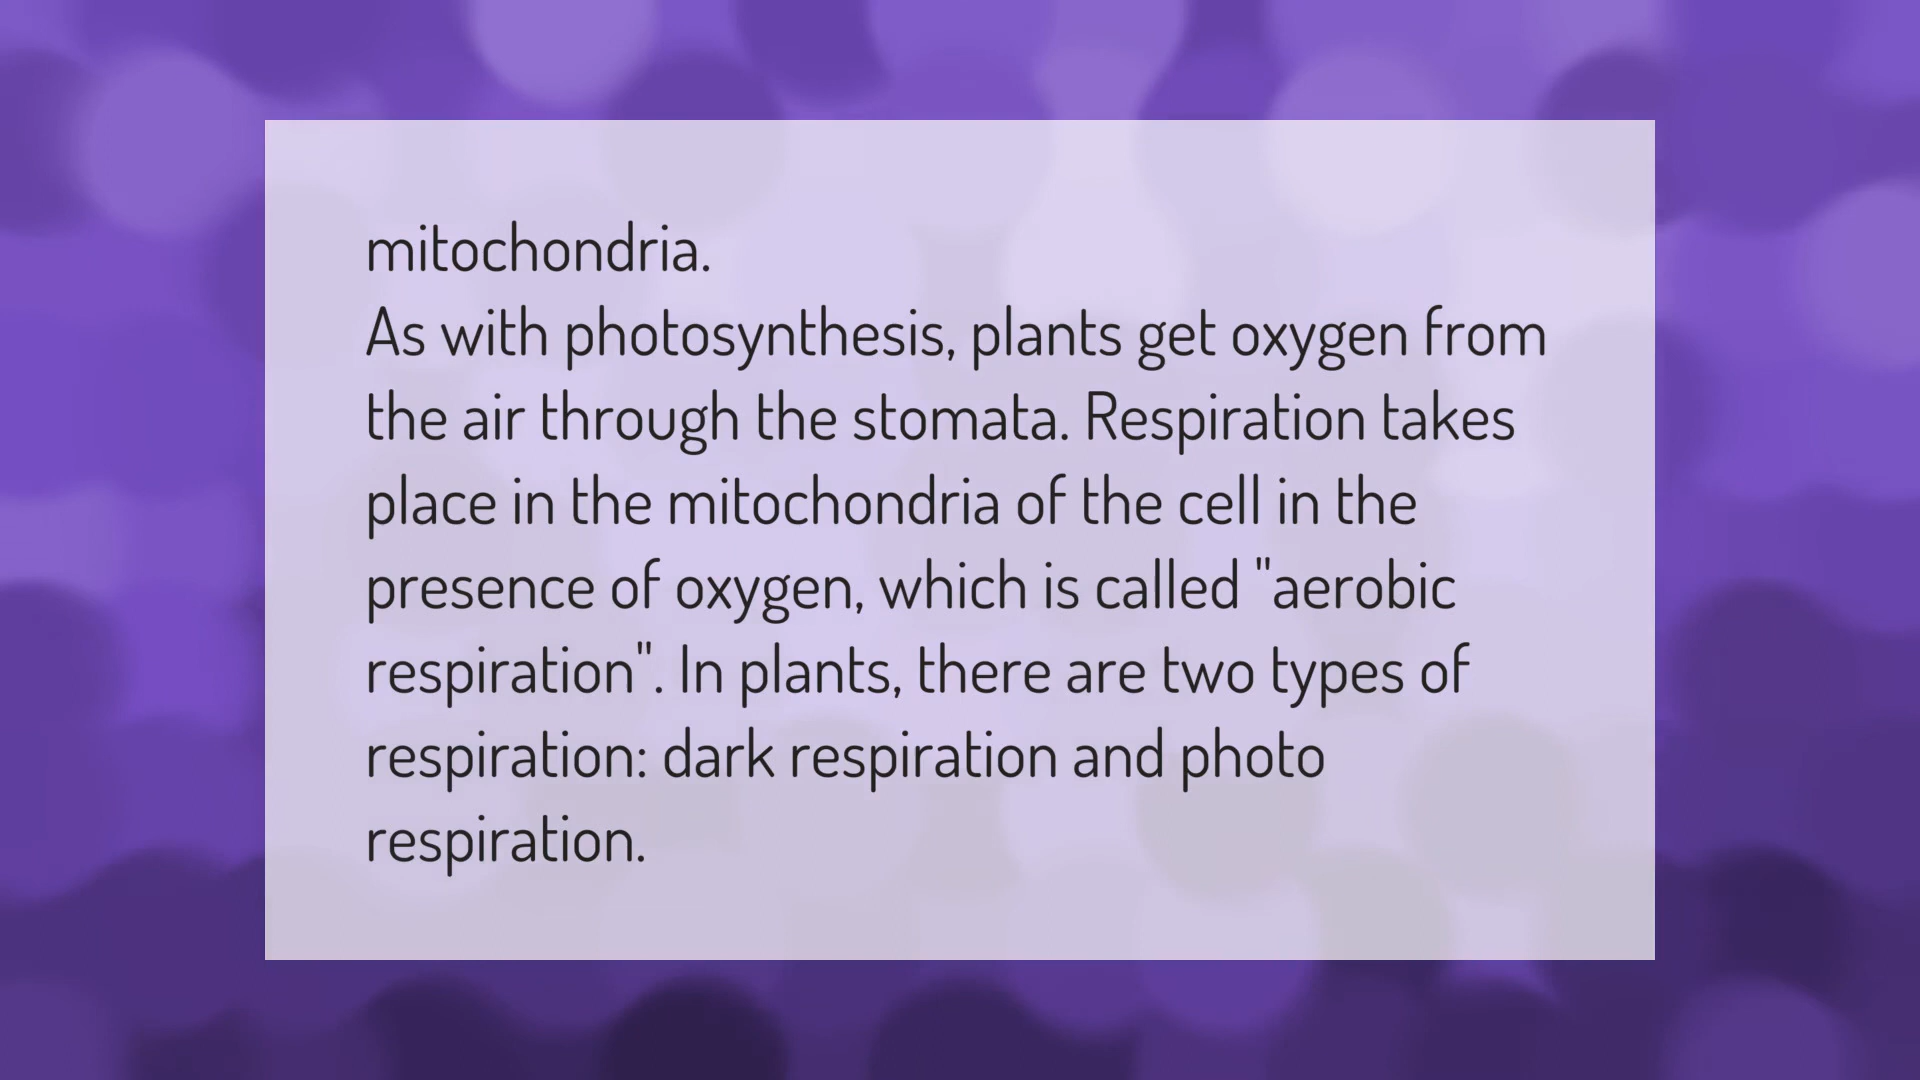 mitochondria.
As with photosynthesis, plants get oxygen from
the air through the stomata. Respiration takes
place in the mitochondria of the cell in the
presence of oxygen, which is called "aerobic
respiration". In plants, there are two types of
respiration: dark respiration and photo
respiration.